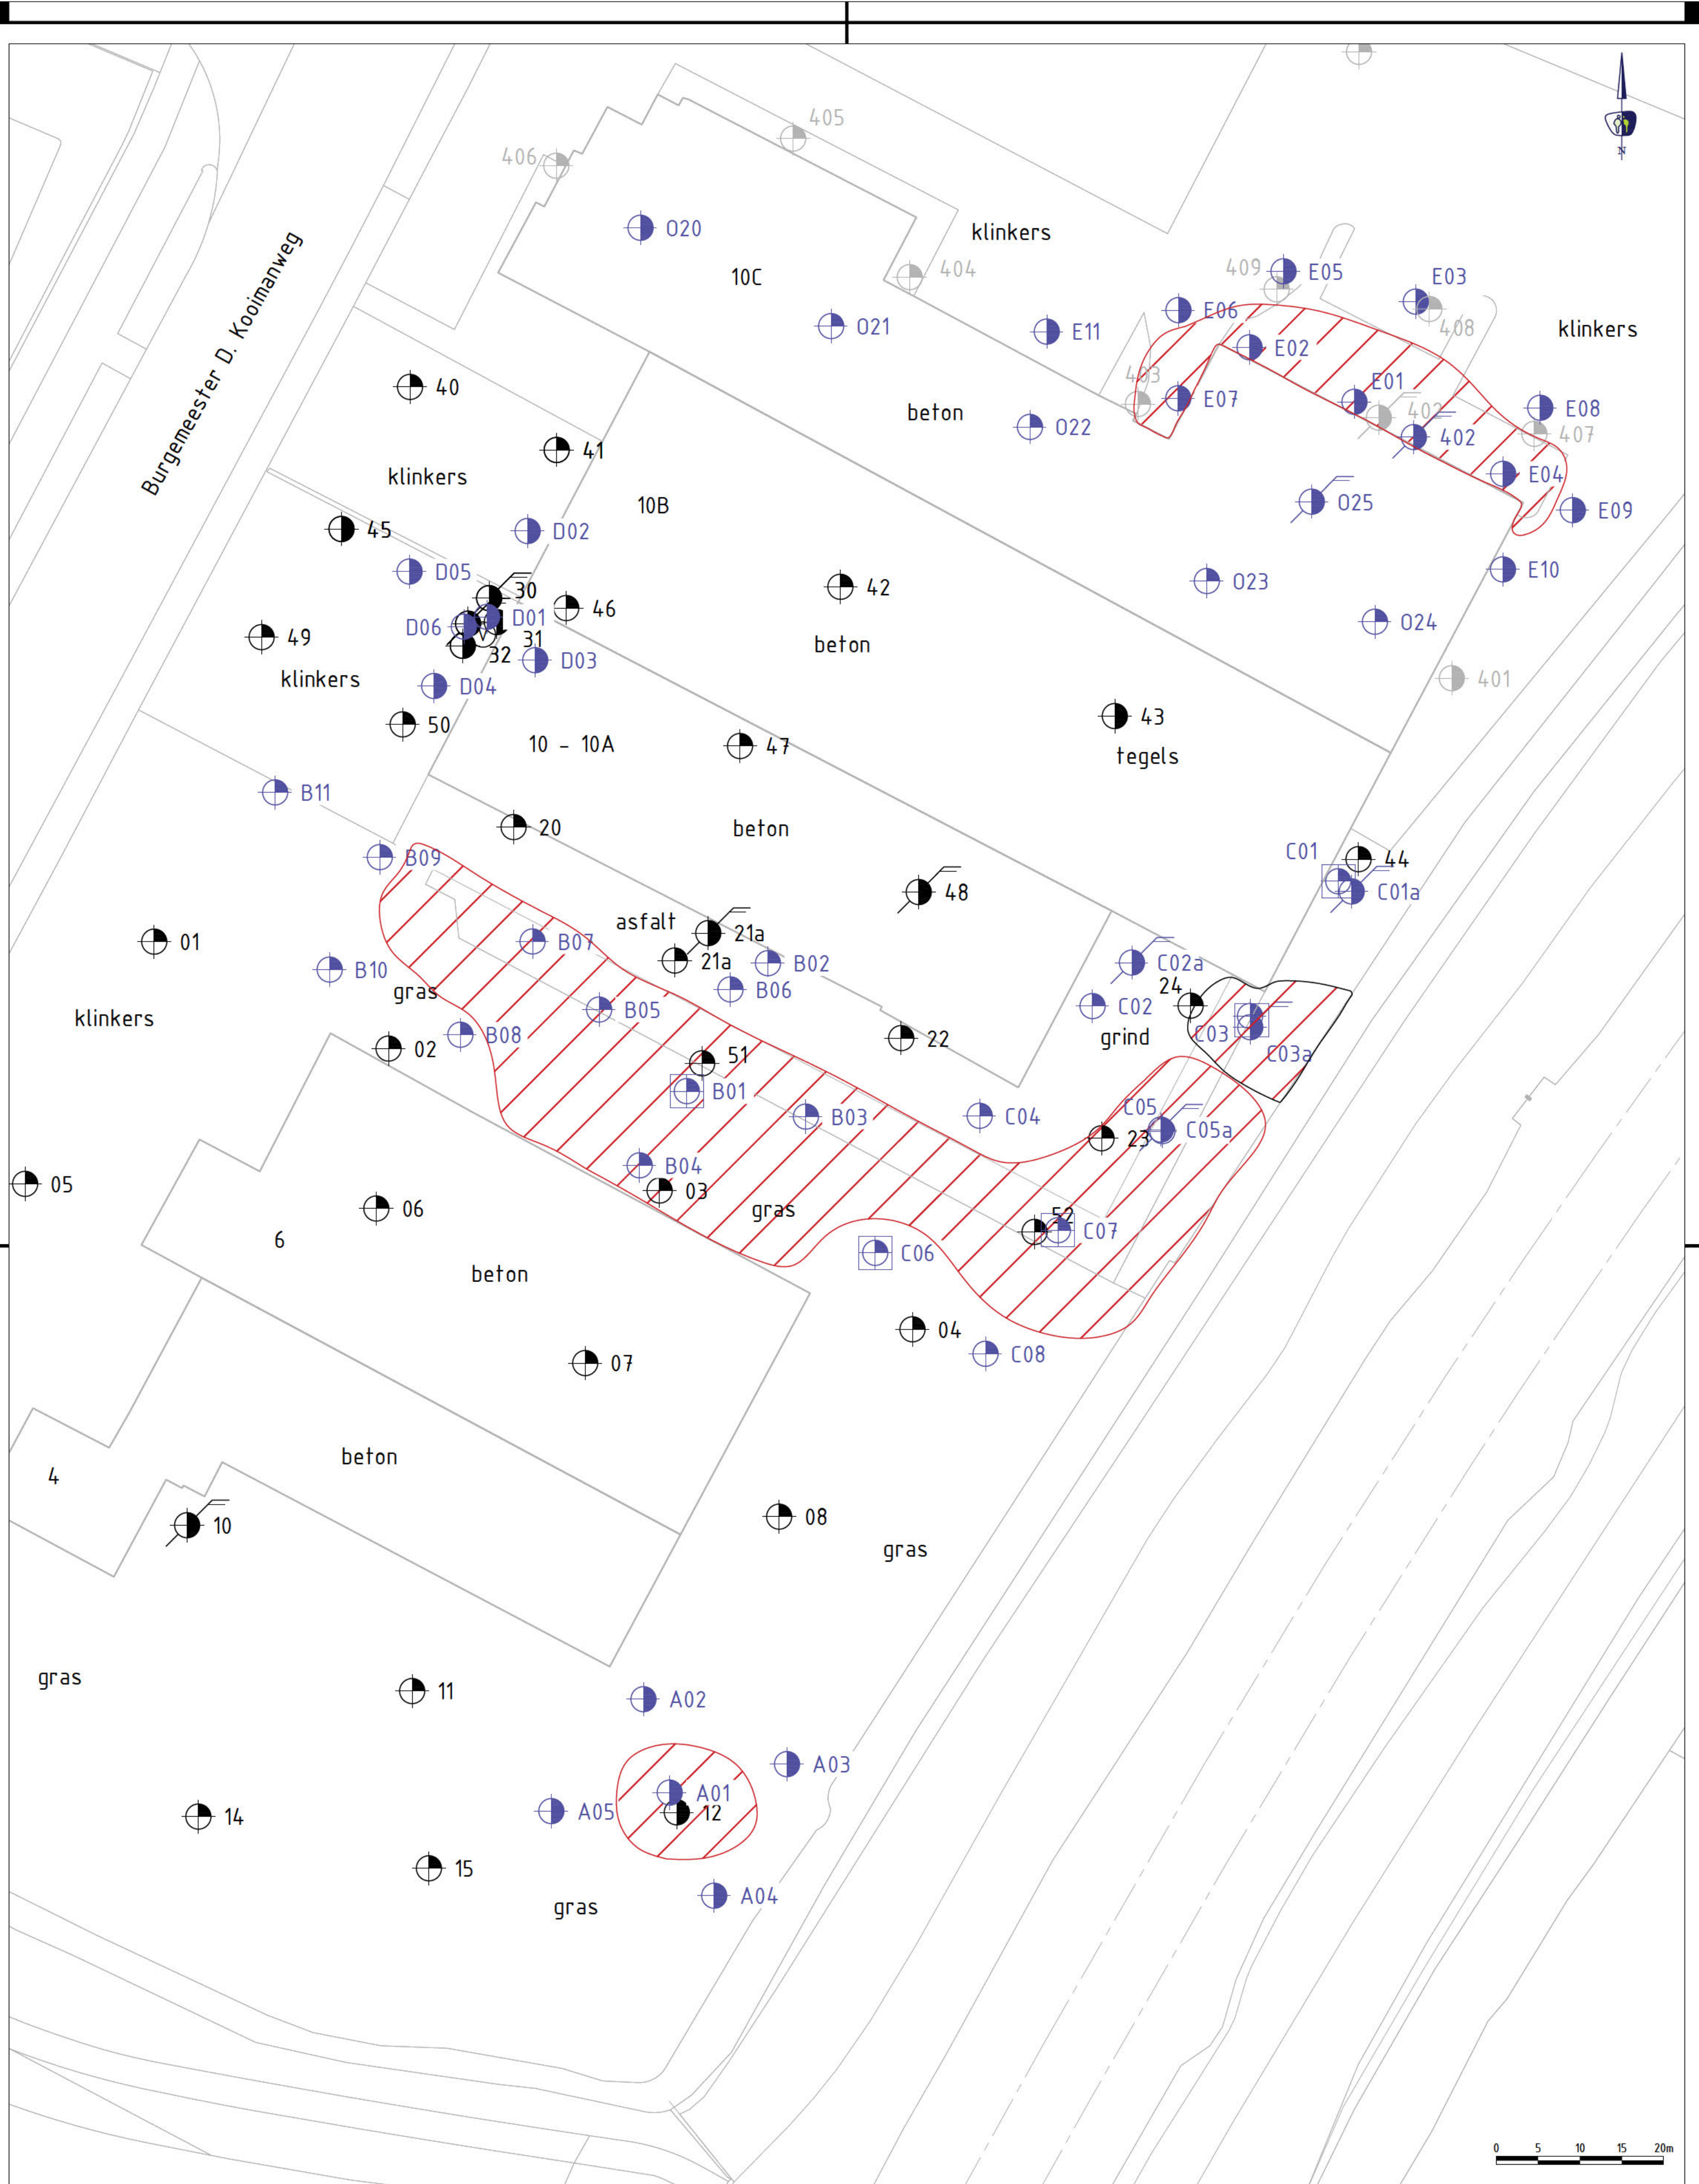 405
406
N
Burgemeester D. Kooimanweg
O20
klinkers
10C
404
409
E05
E03
E06
408
O21
E11
klinkers
E02
403
E01
40
E07
402
E08
beton
O22
402
407
41
klinkers
E04
10B
O25
E09
45
D02
D05
E10
42
O23
30
46
D01
D06
O24
49
31
beton
32
D03
klinkers
401
D04
43
50
10 - 10A
47
tegels
B11
20
beton
C01
B09
44
C01a
48
asfalt
21a
01
B07
21a
B02
C02a
B10
24
B06
gras
C02
B05
klinkers
C03
B08
22
grind
02
C03a
51
B01
C05
B03
C04
C05a
23
B04
05
03
06
gras
52
C07
6
C06
beton
04
C08
07
beton
4
08
10
gras
gras
11
A02
A03
A01
A05
12
14
15
A04
gras
0 5 10 15 20m